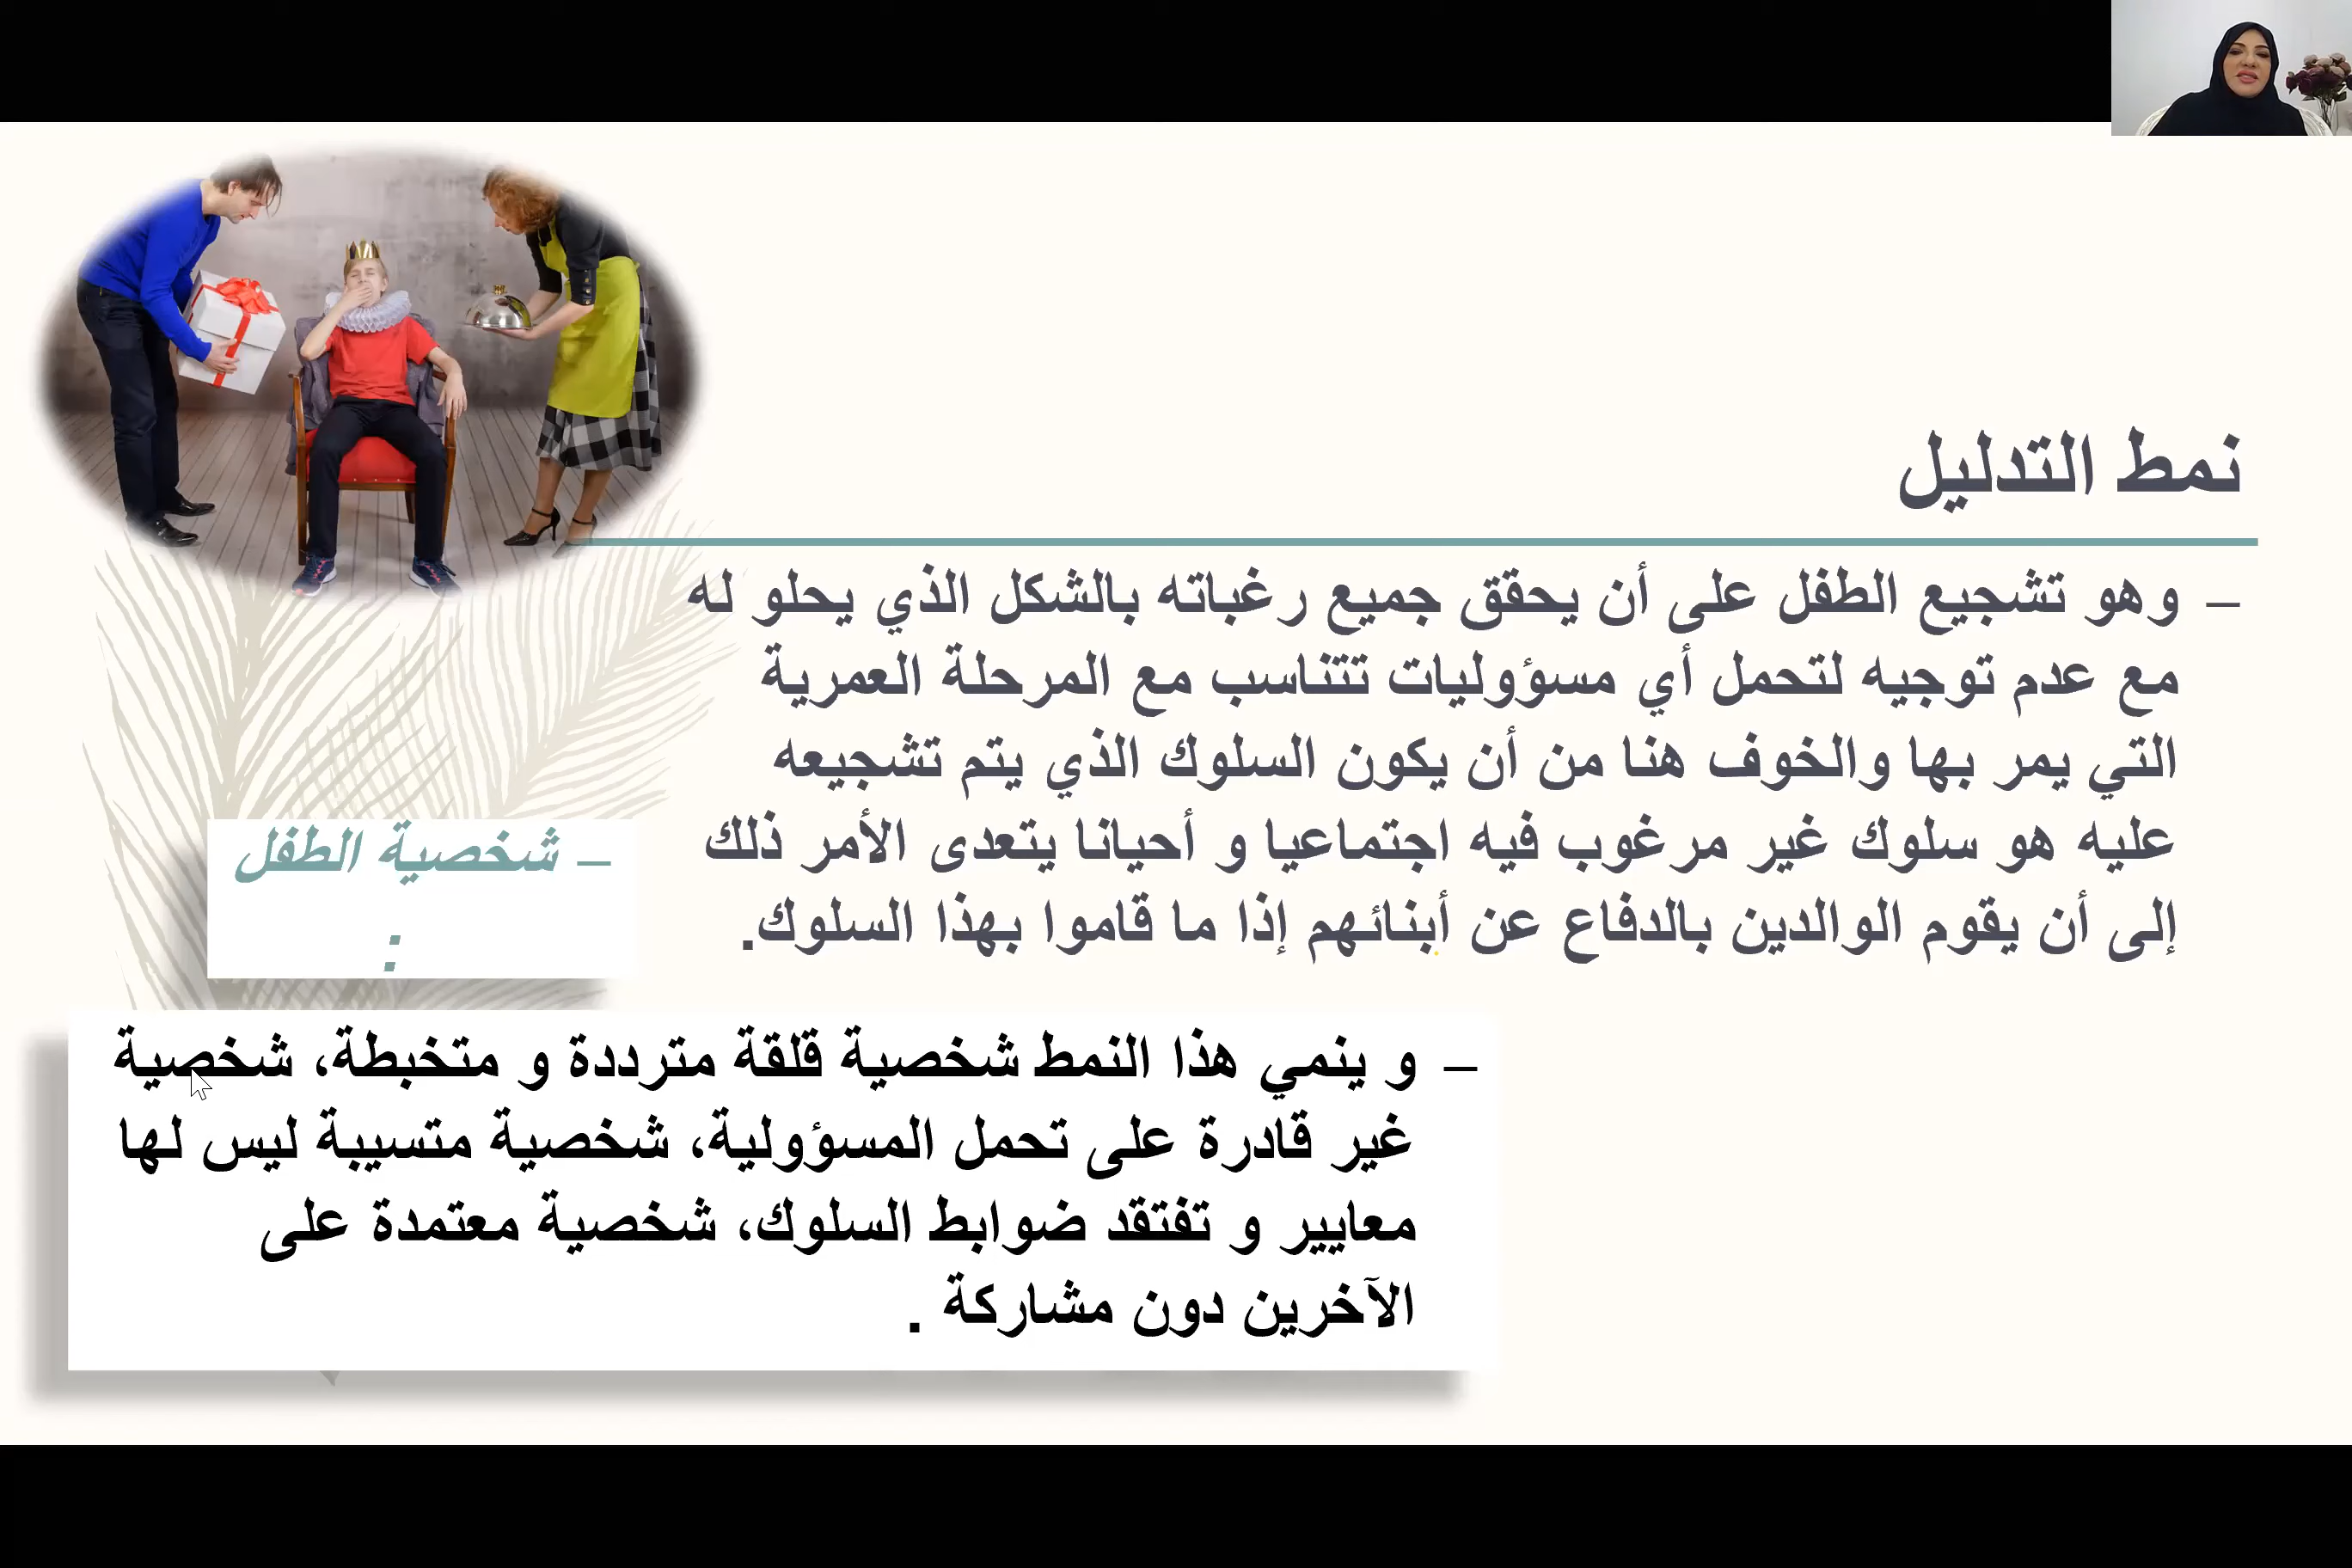 نمط التدليل
– وهو تشجيع الطفل على أن يحقق جميع رغباته بالشكل الذي يحلو له
مع عدم توجيه لتحمل أي مسؤوليات تتناسب مع المرحلة العمرية
التي يمر بها والخوف هنا من أن يكون السلوك الذي يتم تشجيعه
عليه هو سلوك غير مرغوب فيه اجتماعيا و أحيانا يتعدى الأمر ذلك
إلى أن يقوم الوالدين بالدفاع عن أبنائهم إذا ما قاموا بهذا السلوك.
– شخصية الطفل
:
– و ينمي هذا النمط شخصية قلقة مترددة و متخبطة، شخصية
غير قادرة على تحمل المسؤولية، شخصية متسيبة ليس لها
معايير و تفتقد ضوابط السلوك، شخصية معتمدة على
الآخرين دون مشاركة .